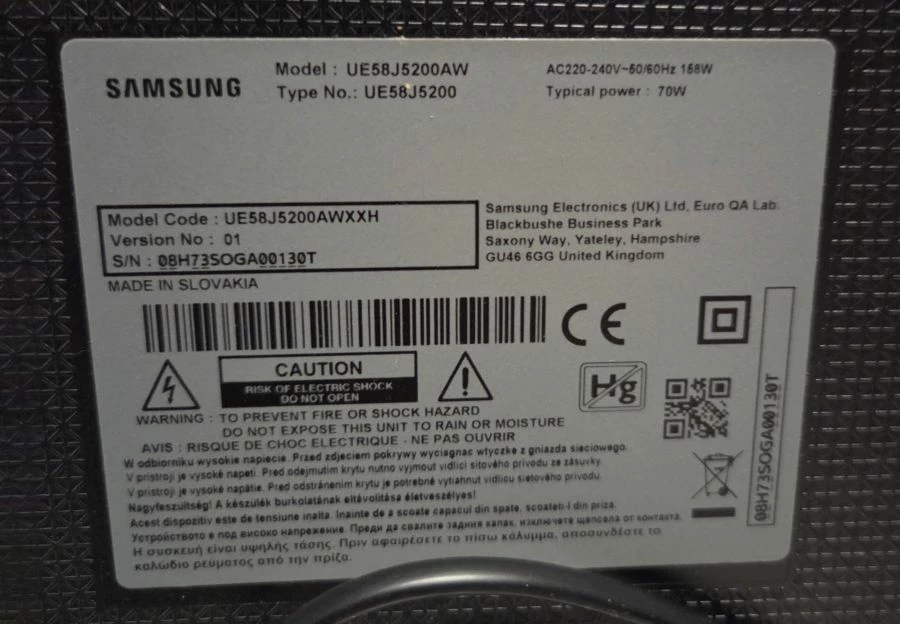 SAMSUNG
Model : UE58J5200AW
Type No.: UE58J5200
AC220-240V~50/60Hz 158W
Typical power : 70W
Model Code : UE58J5200AWXXH
Version No : 01
S/N : 08H73SOGA00130T
Samsung Electronics (UK) Ltd, Euro QA Lab.
Blackbushe Business Park
Saxony Way, Yateley, Hampshire
GU46 6GG United Kingdom
MADE IN SLOVAKIA
CE
CAUTION
RISK OF ELECTRIC SHOCK
DO NOT OPEN
Hg
WARNING : TO PREVENT FIRE OR SHOCK HAZARD
DO NOT EXPOSE THIS UNIT TO RAIN OR MOISTURE
AVIS : RISQUE DE CHOC ELECTRIQUE - NE PAS OUVRIR
W odbiorniku wysokie napiecie. Przed zdjeciem pokrywy wyciagnac wtyczke z gniazda sieciowego.
V pristroji je vysoké napeti. Pred odejmutim krytu nutno vyjmout vidlici sitového privodu ze zásuvky.
V pristroji je vysoké napätie. Pred odstránenim krytu je potrebné vytiahnut vidlicu sietového privodu.
Nagyfeszultség! A készülék burkolatának eltávolitása életveszélyes!
Acest dispozitiv este de tensiune inalta. Inainte de a scoate capacul din spate, scoateti-l din priza.
Устройството е под високо напрежение. Преди да свалите задния капак, изключете щепсела от контакта.
Η συσκευή είναι υψηλής τάσης. Πριν αφαιρέσετε το πίσω κάλυμμα, αποσυνδέστε το
καλώδιο ρεύματος από την πρίζα.
08H73SOGA00130T